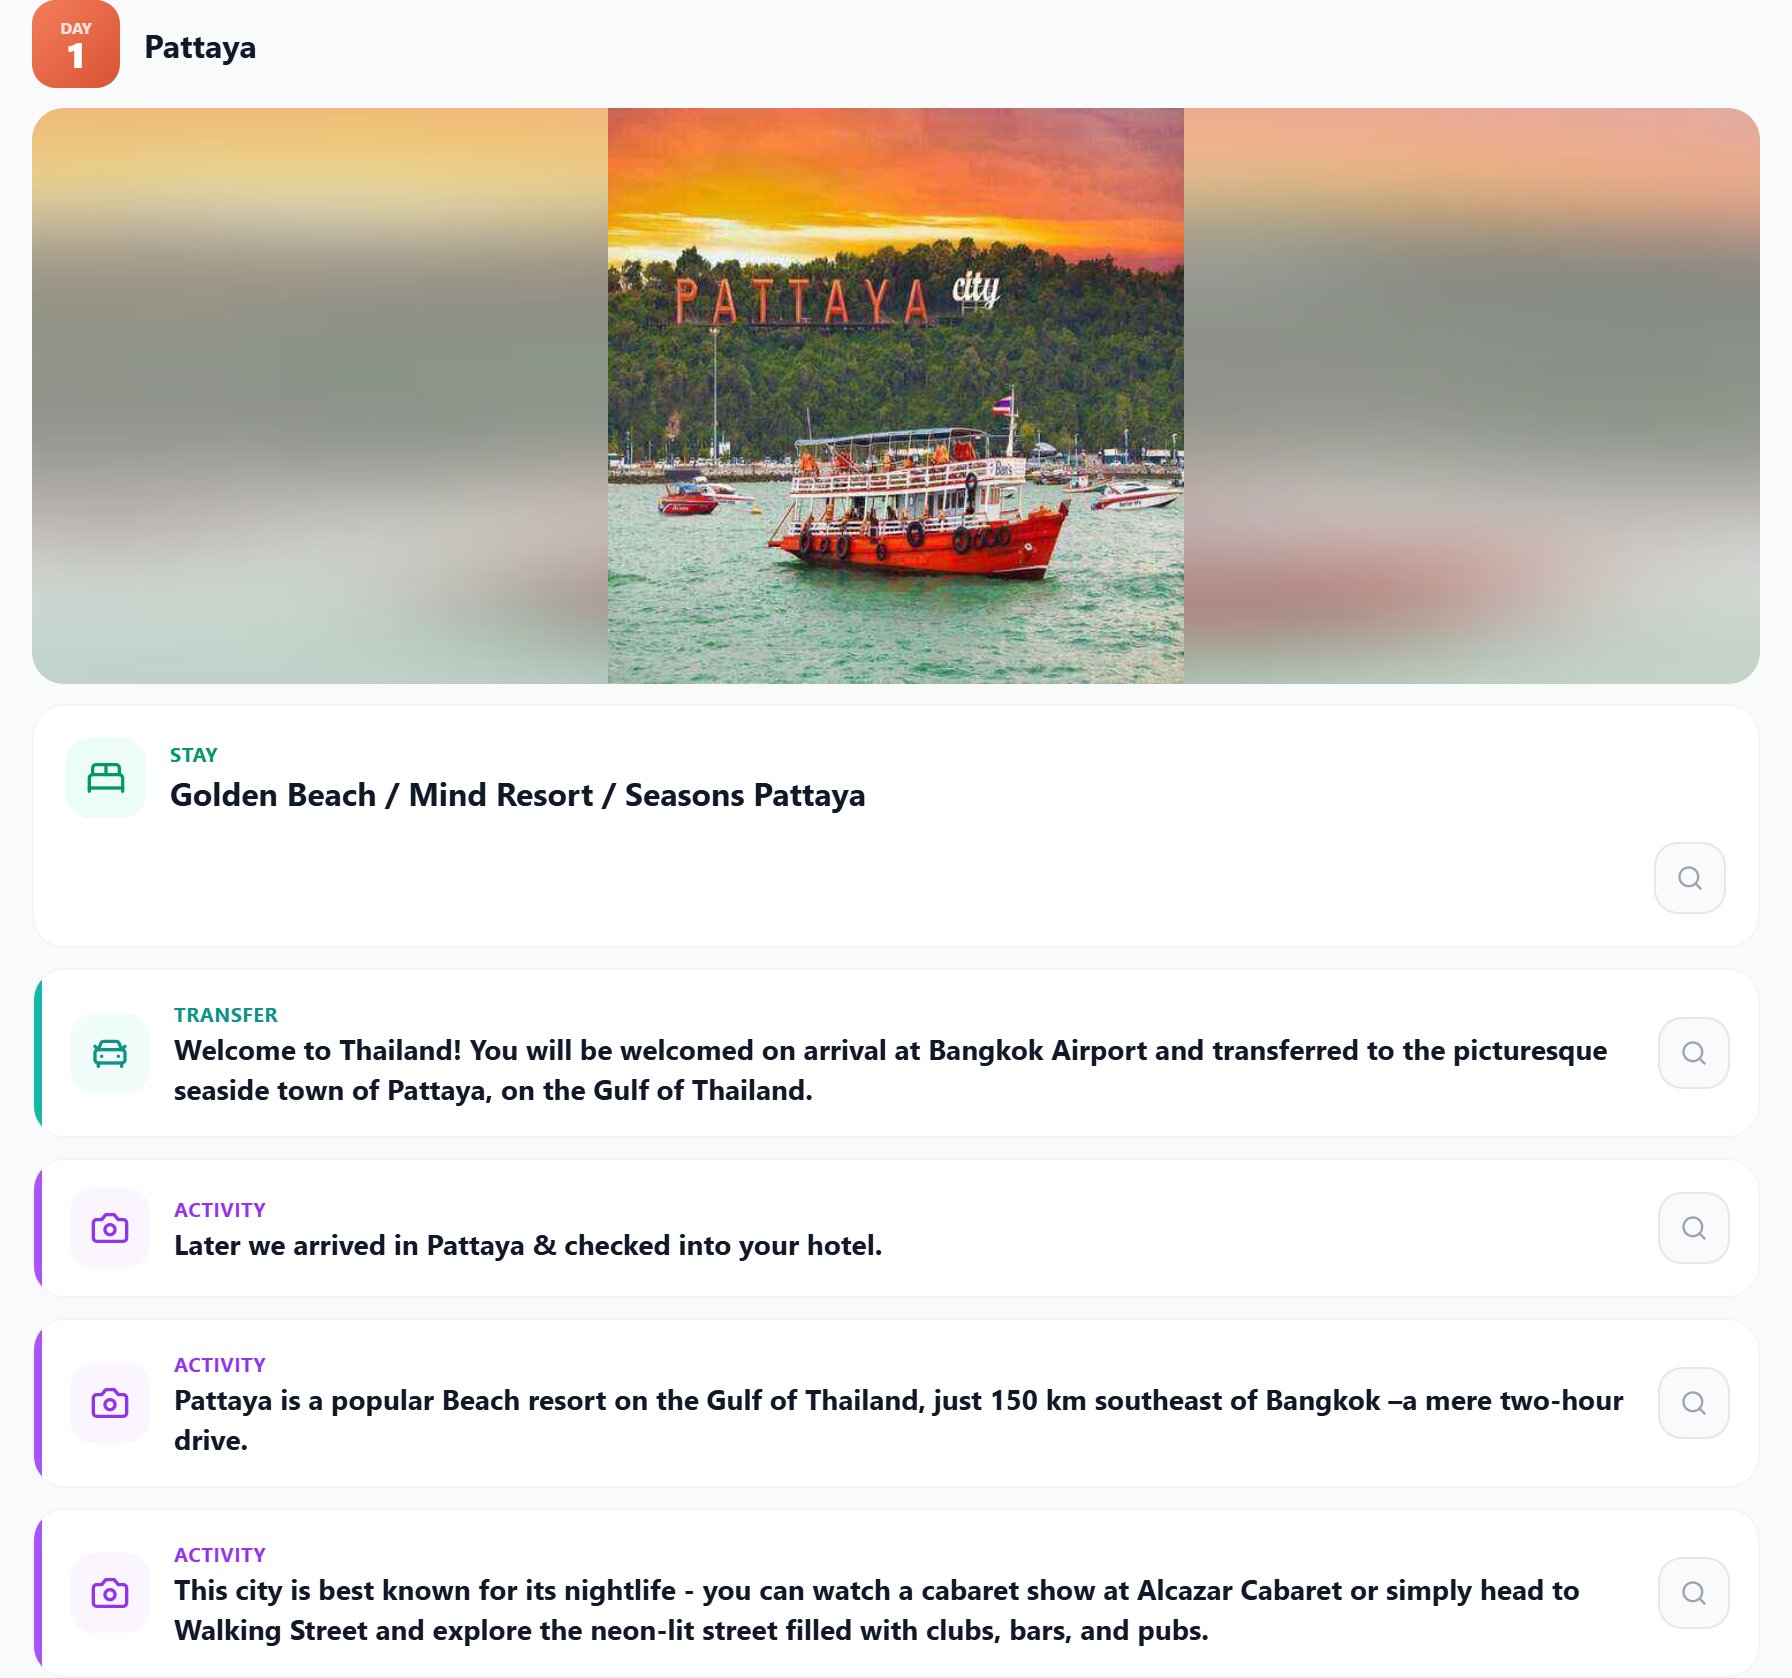 DAY
1
Pattaya
PATTAYA city
Ban's
STAY
Golden Beach / Mind Resort / Seasons Pattaya
TRANSFER
Welcome to Thailand! You will be welcomed on arrival at Bangkok Airport and transferred to the picturesque
seaside town of Pattaya, on the Gulf of Thailand.
ACTIVITY
Later we arrived in Pattaya & checked into your hotel.
ACTIVITY
Pattaya is a popular Beach resort on the Gulf of Thailand, just 150 km southeast of Bangkok –a mere two-hour
drive.
ACTIVITY
This city is best known for its nightlife - you can watch a cabaret show at Alcazar Cabaret or simply head to
Walking Street and explore the neon-lit street filled with clubs, bars, and pubs.